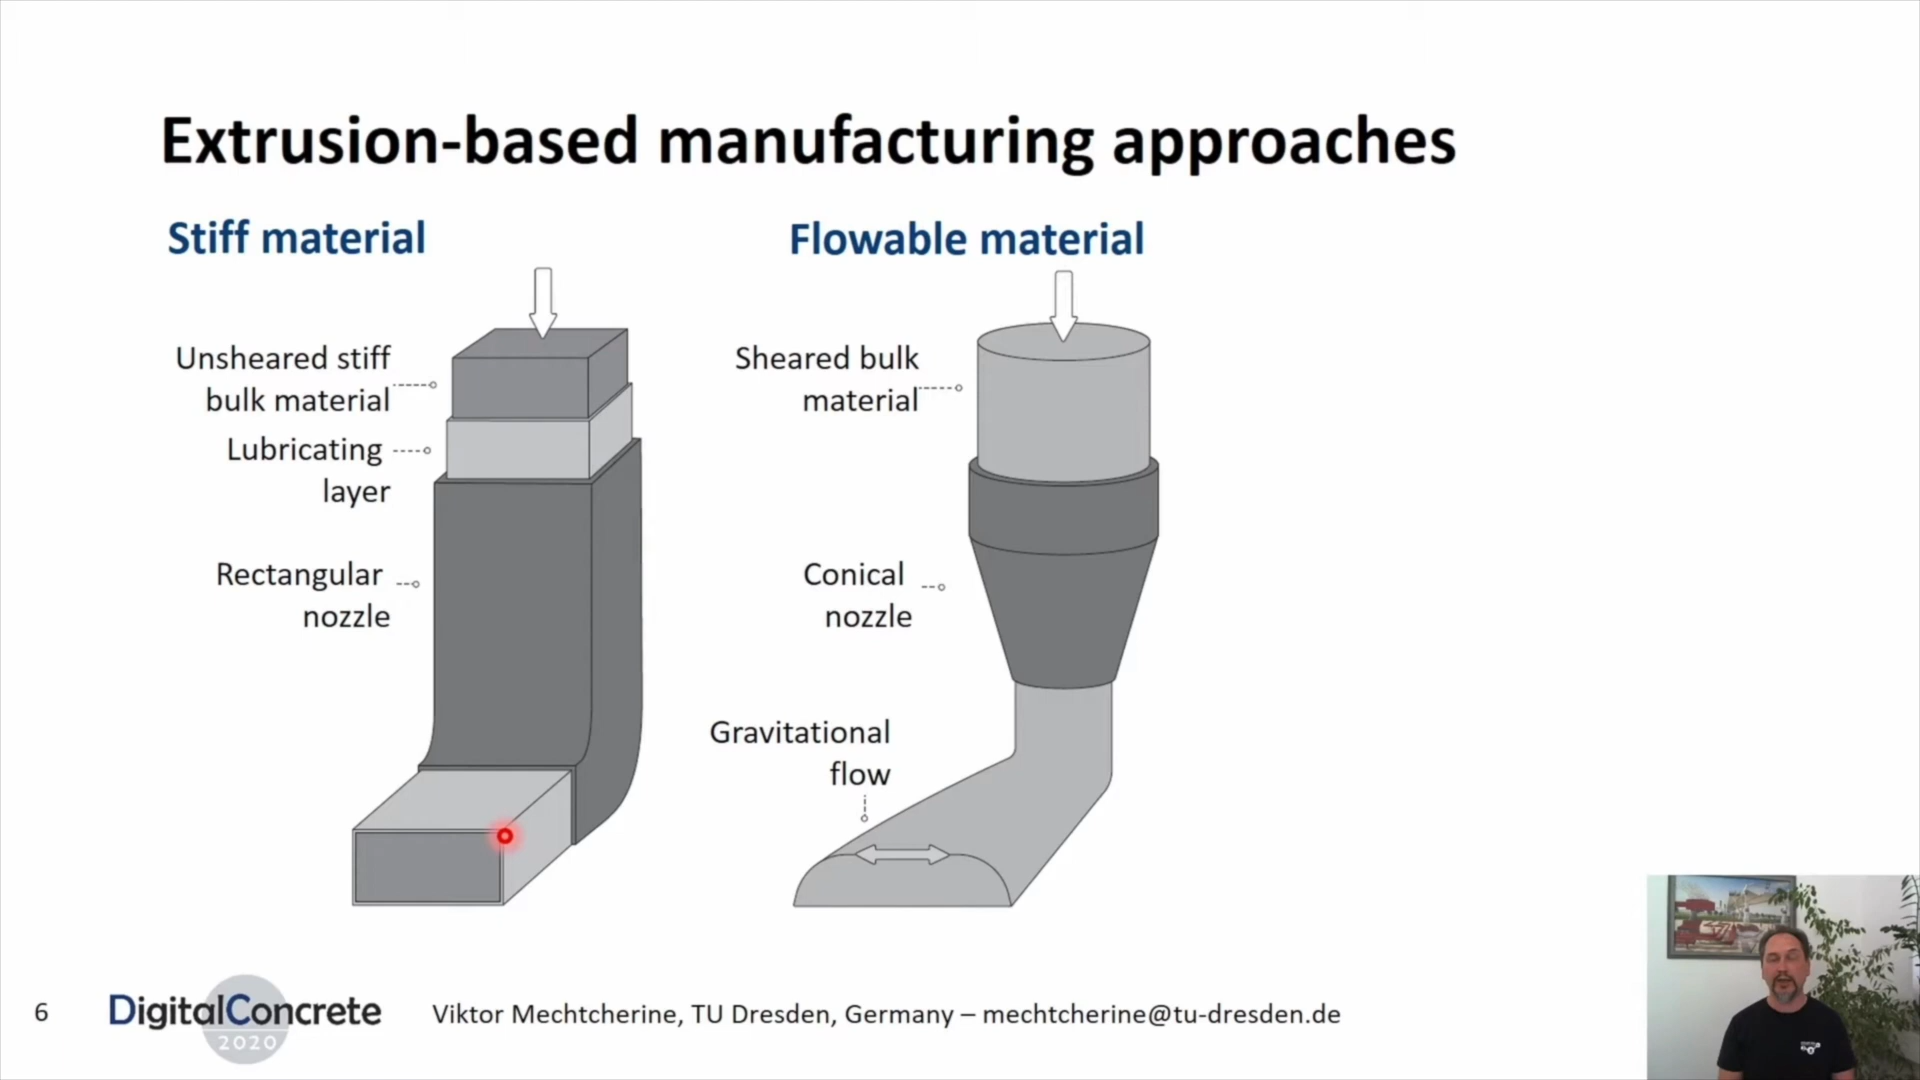 Extrusion-based manufacturing approaches
Stiff material
Unsheared stiff
bulk material
Lubricating
layer
Rectangular
nozzle
Flowable material
Sheared bulk
material
Conical
nozzle
Gravitational
flow
6
DigitalConcrete
2020
Viktor Mechtcherine, TU Dresden, Germany – mechtcherine@tu-dresden.de